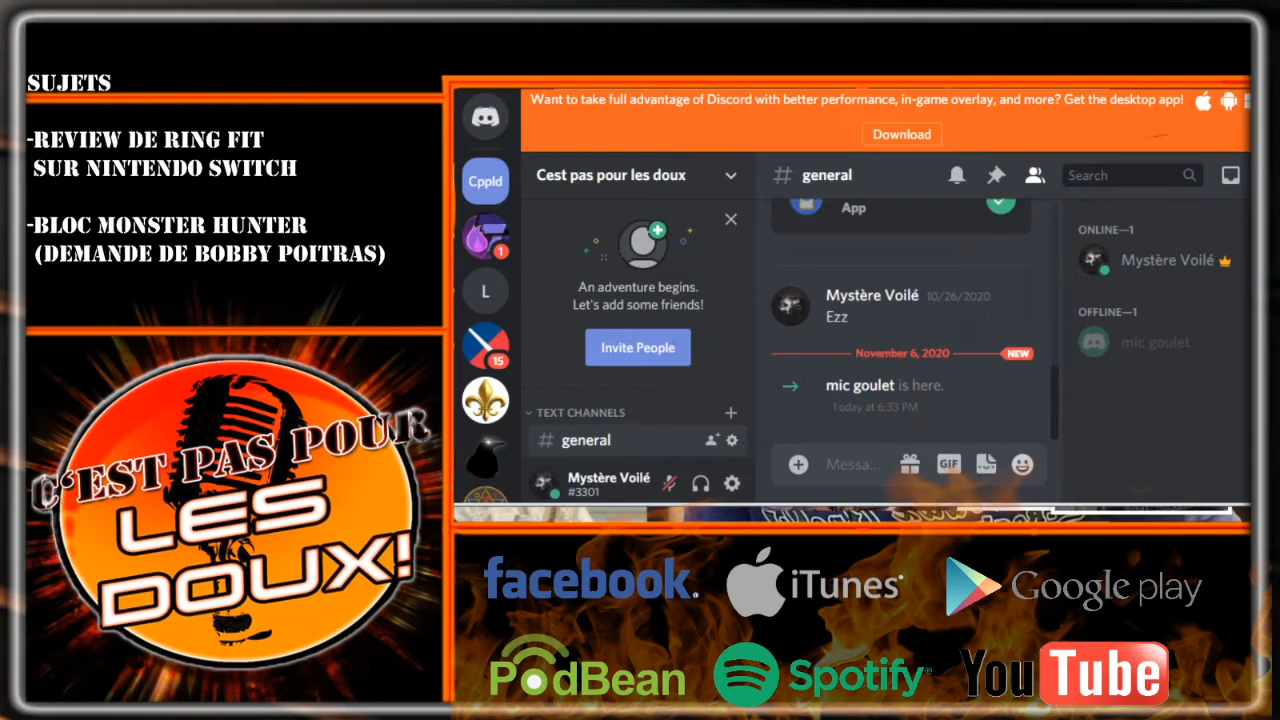 SUJETS
-REVIEW DE RING FIT
SUR NINTENDO SWITCH
-BLOC MONSTER HUNTER
(DEMANDE DE BOBBY POITRAS)
C'EST PAS POUR
LES
DOUX!
Want to take full advantage of Discord with better performance, in-game overlay, and more? Get the desktop app!
Download
Cppld
1
L
15
Cest pas pour les doux
An adventure begins.
Let's add some friends!
Invite People
TEXT CHANNELS
# general
Mystère Voilé
#3301
# general
Search
App
Mystère Voilé 10/26/2020
Ezz
November 6, 2020 NEW
mic goulet is here.
Today at 6:33 PM
Messa...
GIF
ONLINE—1
Mystère Voilé
OFFLINE—1
mic goulet
facebook®
iTunes
Google play
PodBean
Spotify®
YouTube